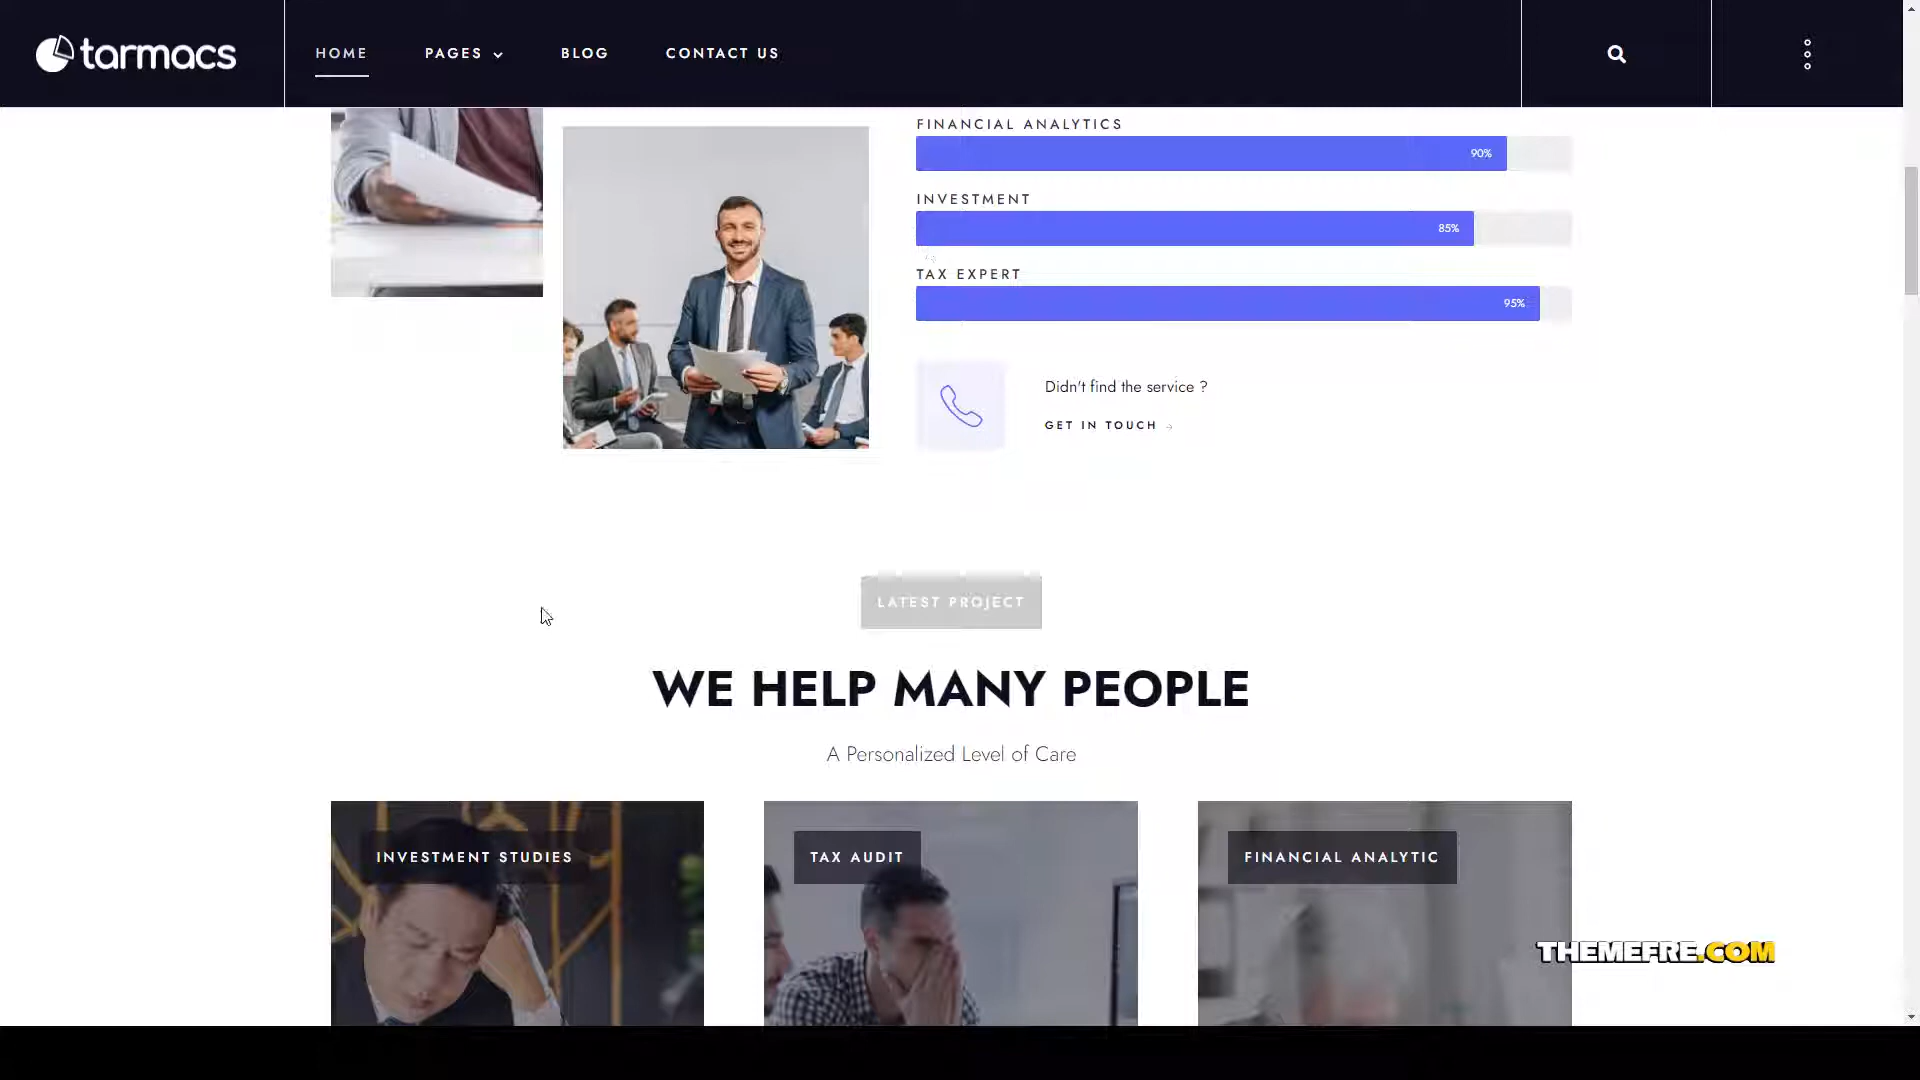 tarmacs
HOME
PAGES
BLOG
CONTACT US
FINANCIAL ANALYTICS
90%
INVESTMENT
85%
TAX EXPERT
95%
Didn't find the service ?
GET IN TOUCH →
LATEST PROJECT
WE HELP MANY PEOPLE
A Personalized Level of Care
INVESTMENT STUDIES
TAX AUDIT
FINANCIAL ANALYTIC
THEMEFRE.COM